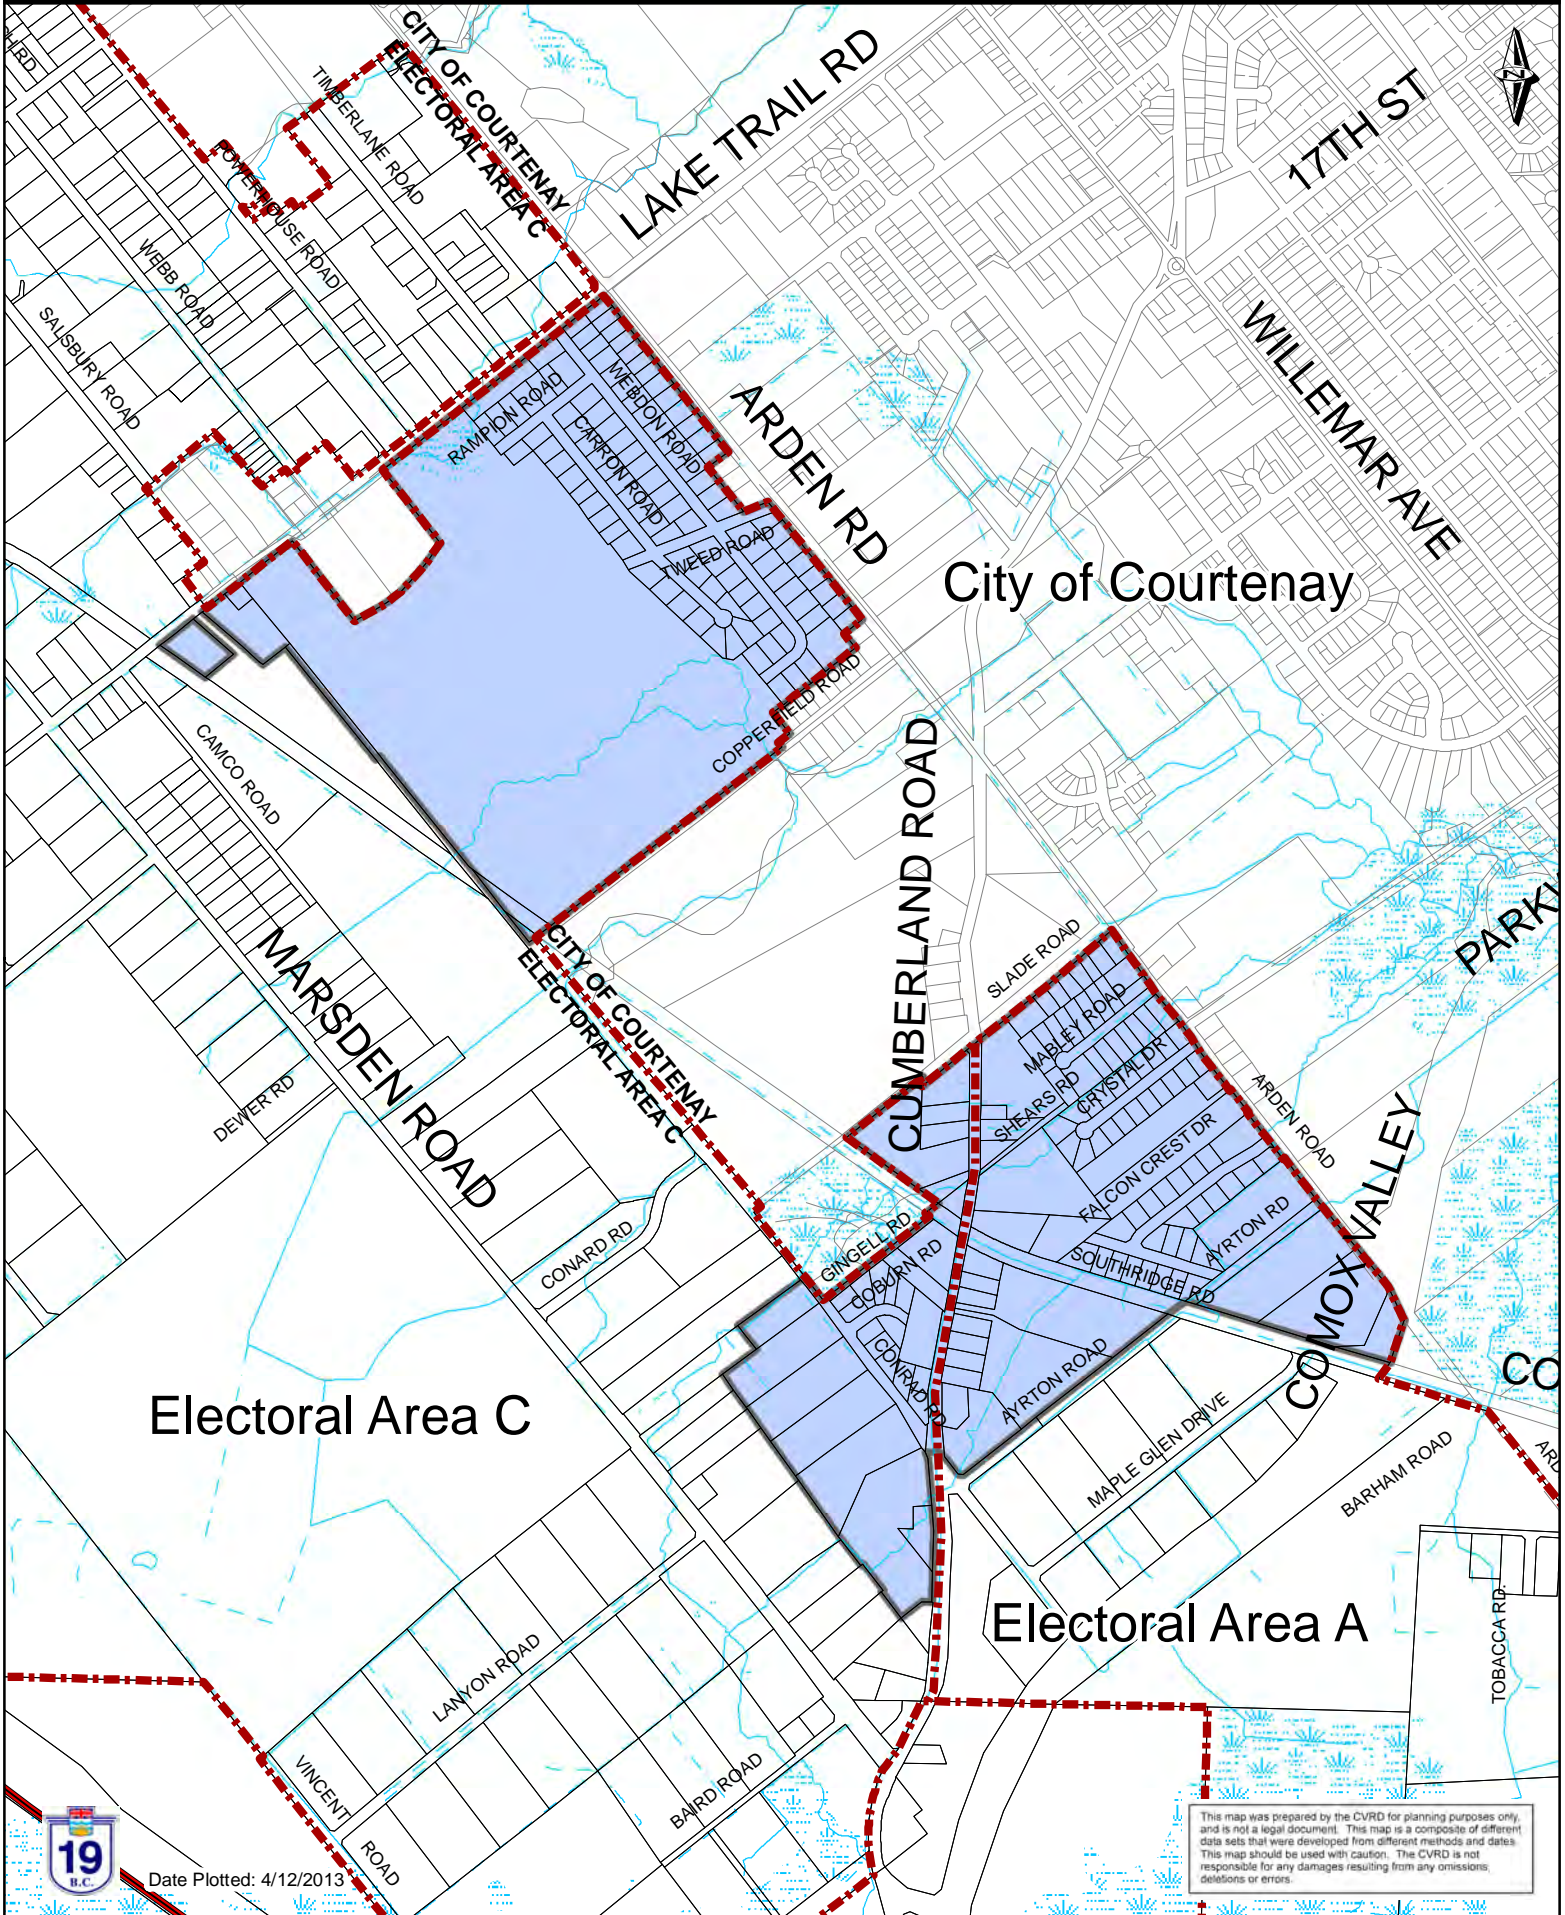 CITY OF COURTENAY
ELECTORAL AREA C
TIMBERLANE ROAD
LAKE TRAIL RD
17TH ST
POWERHOUSE ROAD
WEBB ROAD
SALSBURY ROAD
WILLEMAR AVE
RAMPION ROAD
WEBDON ROAD
CARRON ROAD
ARDEN RD
TWEED ROAD
City of Courtenay
COPPERFIELD ROAD
CAMCO ROAD
CUMBERLAND ROAD
MARSDEN ROAD
CITY OF COURTENAY
ELECTORAL AREA C
SLADE ROAD
MABLEY ROAD
SHEARS RD
CRYSTAL DR
DEWER RD
ARDEN ROAD
FALCON CREST DR
COMOX VALLEY
PARKW
AYRTON RD
GINGELL RD
COBURN RD
CONARD RD
SOUTHRIDGE RD
CONRAD RD
AYRTON ROAD
CO
Electoral Area C
MAPLE GLEN DRIVE
BARHAM ROAD
Electoral Area A
TOBACCA RD.
LANYON ROAD
VINCENT
ROAD
BAIRD ROAD
19
B.C.
Date Plotted: 4/12/2013
This map was prepared by the CVRD for planning purposes only,
and is not a legal document. This map is a composite of different
data sets that were developed from different methods and dates.
This map should be used with caution. The CVRD is not
responsible for any damages resulting from any omissions,
deletions or errors.